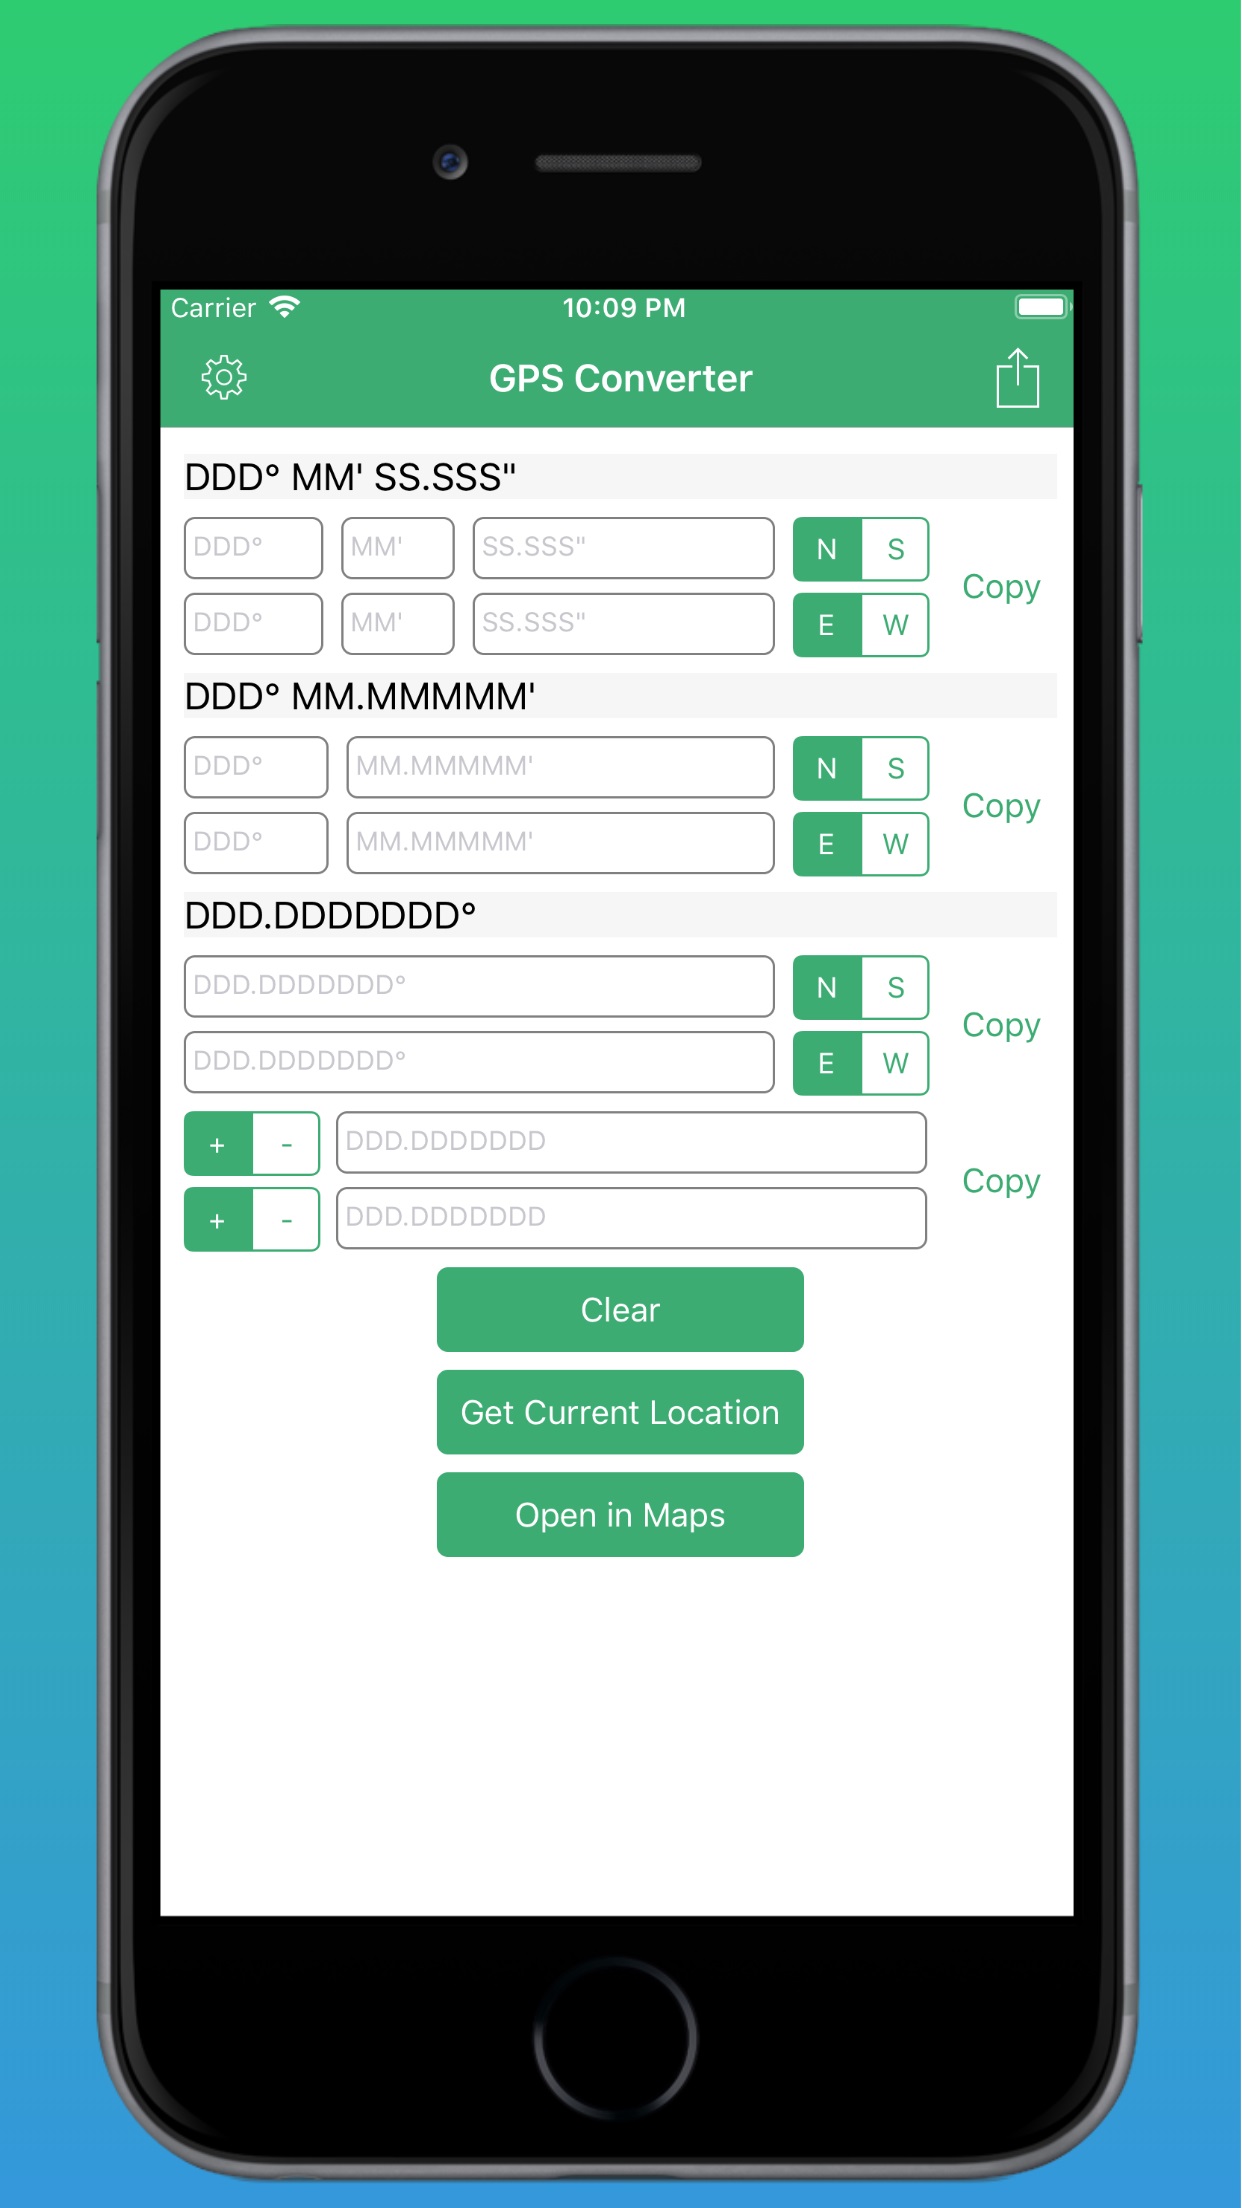 Carrier 10:09 PM
GPS Converter
DDD° MM' SS.SSS"
DDD° MM' SS.SSS" N S
Copy
DDD° MM' SS.SSS" E W
DDD° MM.MMMMM'
DDD° MM.MMMMM' N S
Copy
DDD° MM.MMMMM' E W
DDD.DDDDDDD°
DDD.DDDDDDD° N S
Copy
DDD.DDDDDDD° E W
+ - DDD.DDDDDDD
Copy
+ - DDD.DDDDDDD
Clear
Get Current Location
Open in Maps